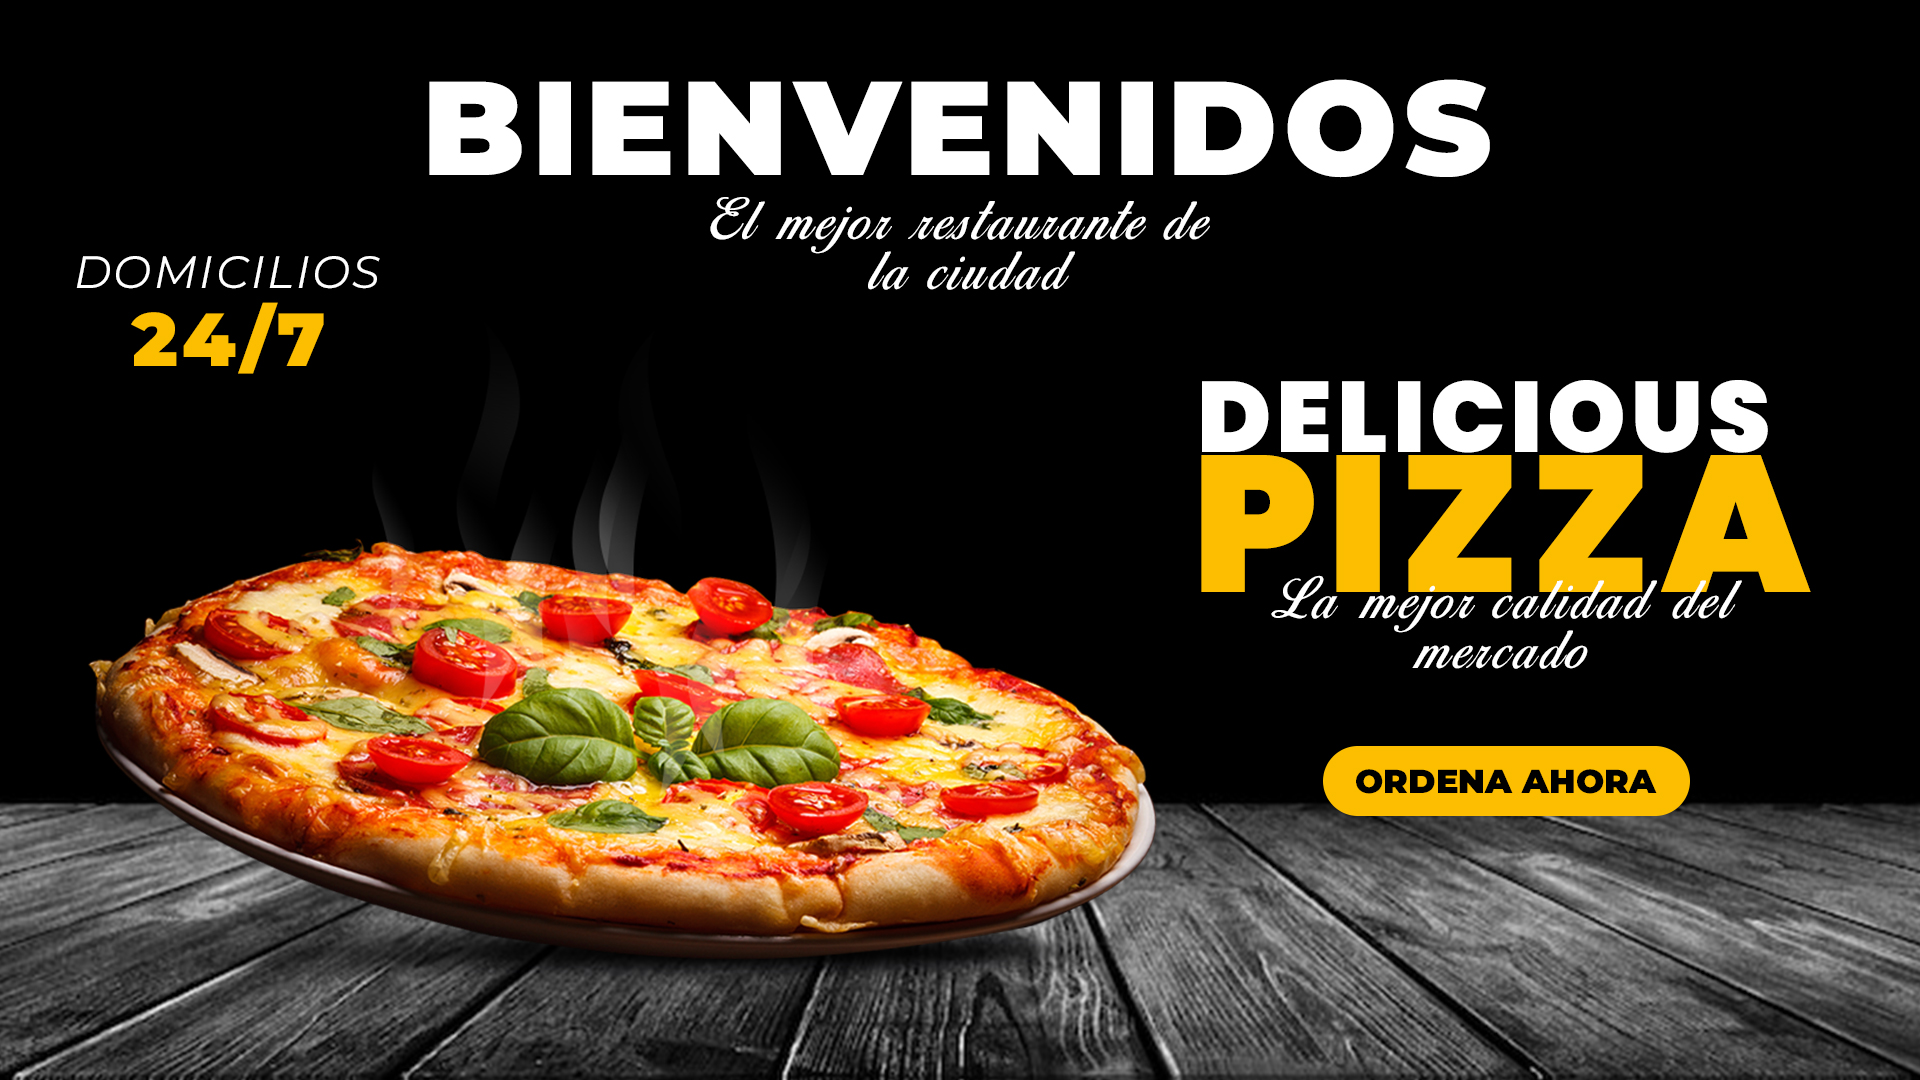 BIENVENIDOS
El mejor restaurante de
la ciudad
DOMICILIOS
24/7
DELICIOUS
PIZZA
La mejor calidad del
mercado
ORDENA AHORA